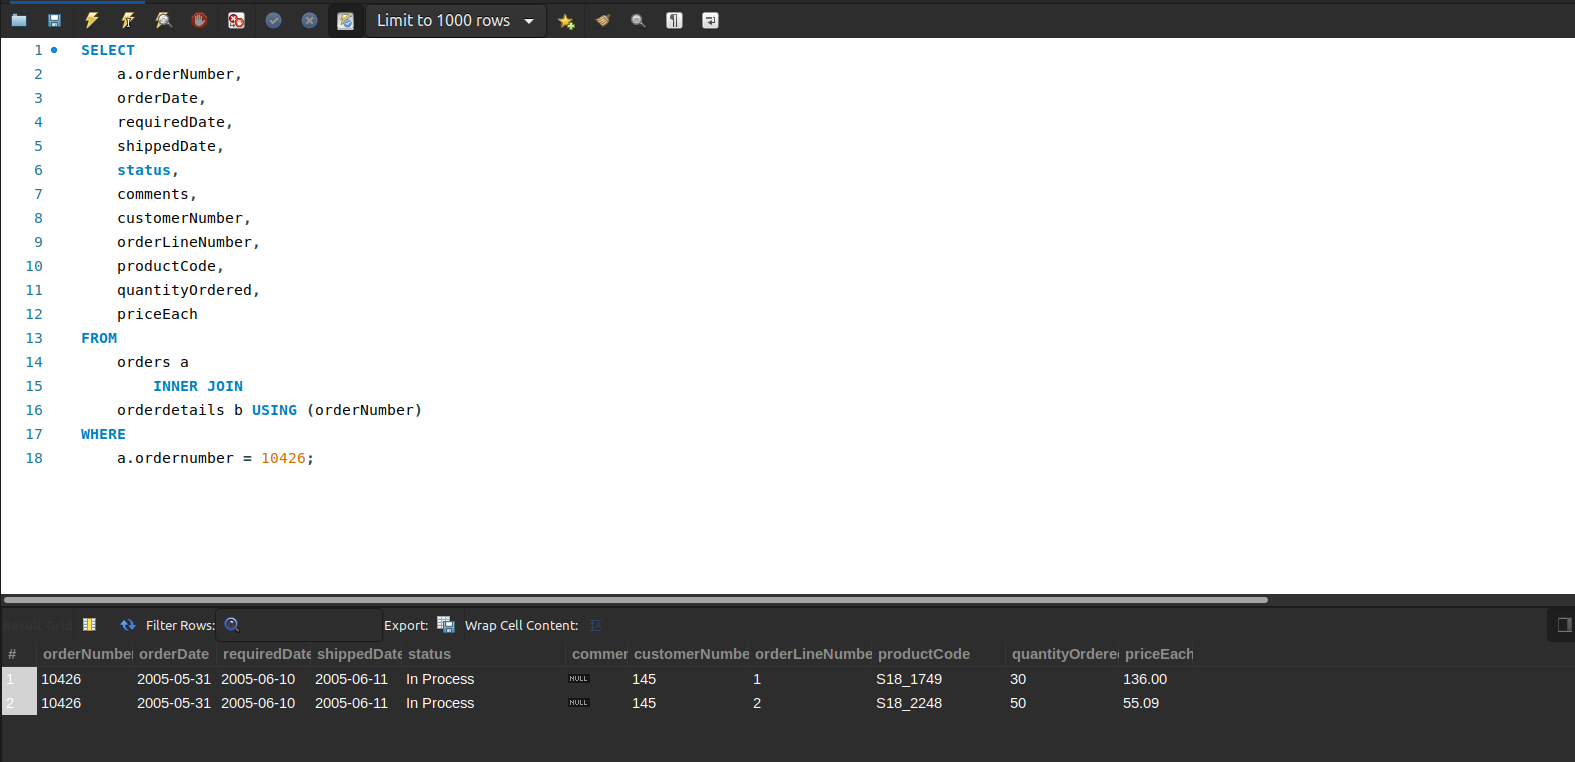 Limit to 1000 rows
1 SELECT
2 a.orderNumber,
3 orderDate,
4 requiredDate,
5 shippedDate,
6 status,
7 comments,
8 customerNumber,
9 orderLineNumber,
10 productCode,
11 quantityOrdered,
12 priceEach
13 FROM
14 orders a
15 INNER JOIN
16 orderdetails b USING (orderNumber)
17 WHERE
18 a.ordernumber = 10426;
Result Grid Filter Rows: Export: Wrap Cell Content:
# orderNumber orderDate requiredDate shippedDate status commen customerNumbe orderLineNumbe productCode quantityOrdere priceEach
1 10426 2005-05-31 2005-06-10 2005-06-11 In Process NULL 145 1 S18_1749 30 136.00
2 10426 2005-05-31 2005-06-10 2005-06-11 In Process NULL 145 2 S18_2248 50 55.09